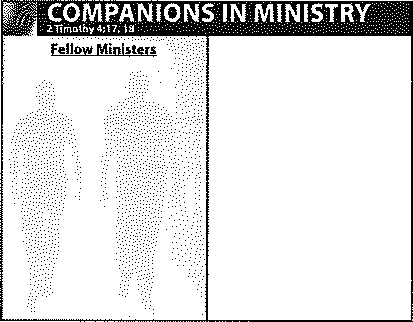 COMPANIONS IN MINISTRY
2 Timothy 4:17, 18
Fellow Ministers